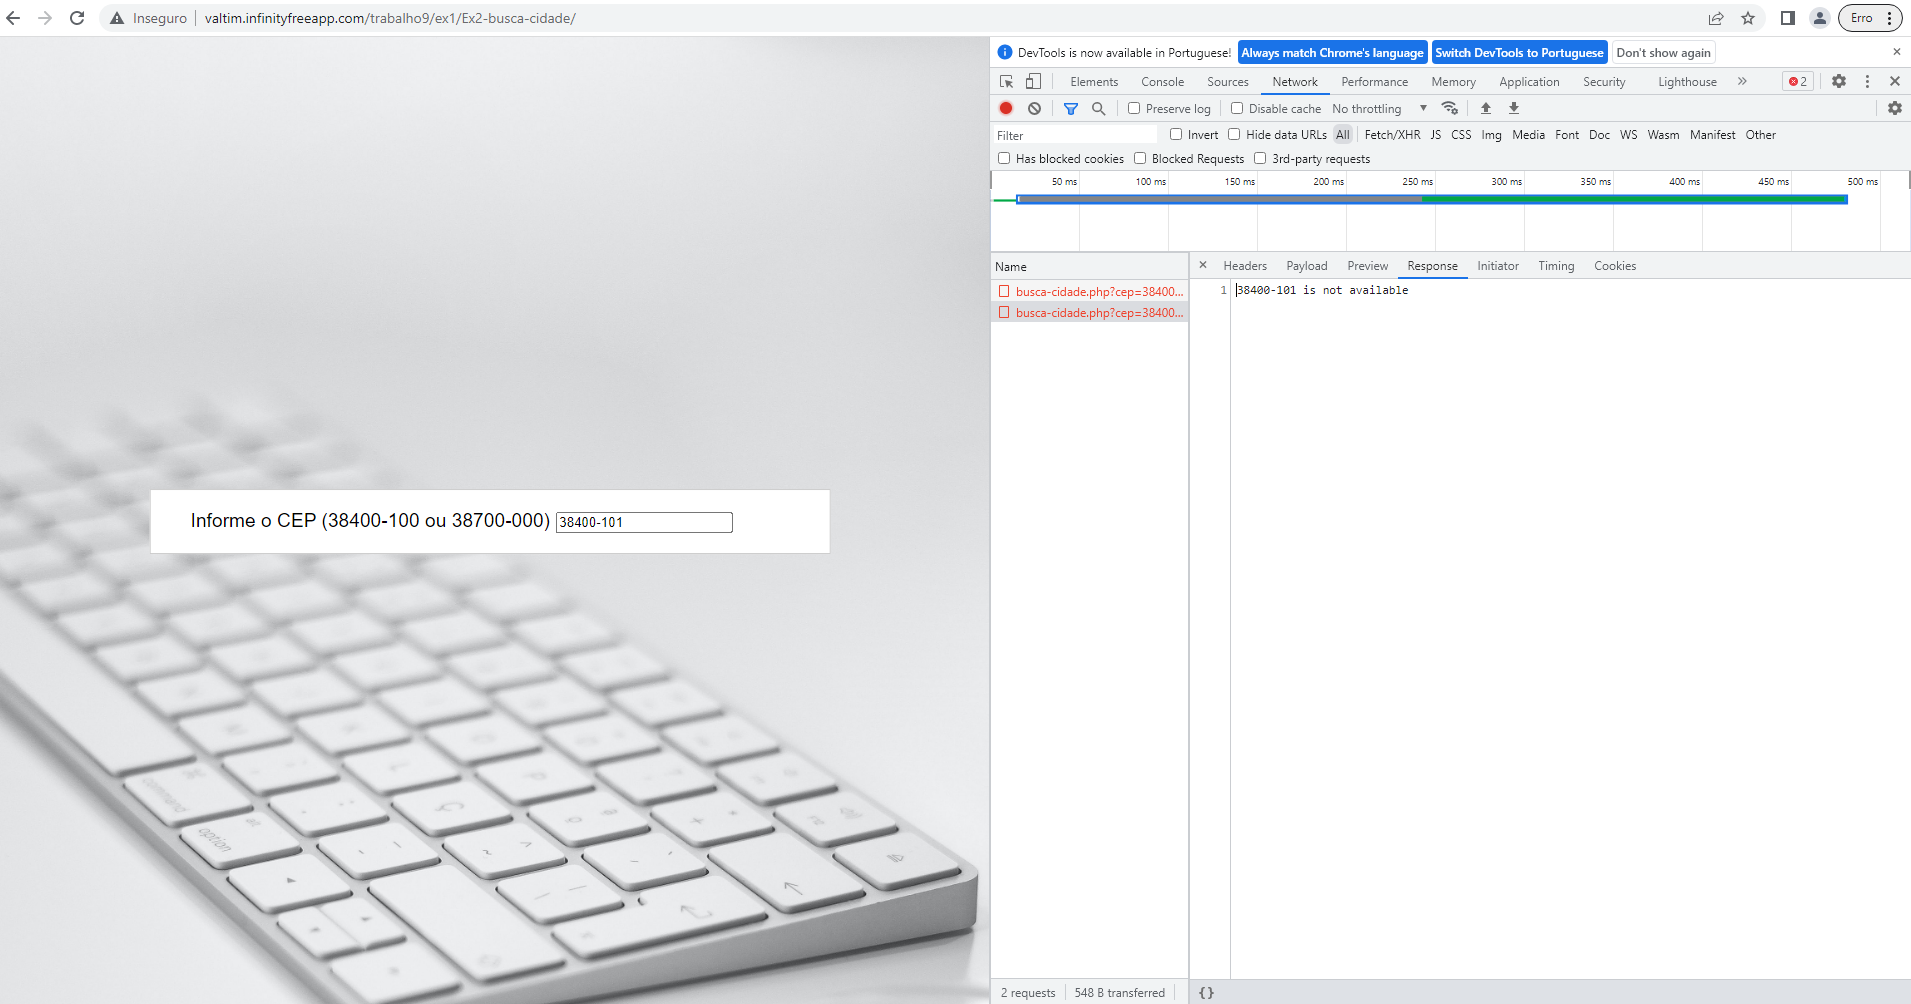 Inseguro valtim.infinityfreeapp.com/trabalho9/ex1/Ex2-busca-cidade/ Erro
DevTools is now available in Portuguese! Always match Chrome's language Switch DevTools to Portuguese Don't show again
Elements Console Sources Network Performance Memory Application Security Lighthouse 2
Preserve log Disable cache No throttling
Filter Invert Hide data URLs All Fetch/XHR JS CSS Img Media Font Doc WS Wasm Manifest Other
Has blocked cookies Blocked Requests 3rd-party requests
50 ms 100 ms 150 ms 200 ms 250 ms 300 ms 350 ms 400 ms 450 ms 500 ms
Name Headers Payload Preview Response Initiator Timing Cookies
busca-cidade.php?cep=38400...
busca-cidade.php?cep=38400...
1 38400-101 is not available
Informe o CEP (38400-100 ou 38700-000) 38400-101
command
option
alt
2 requests 548 B transferred { }